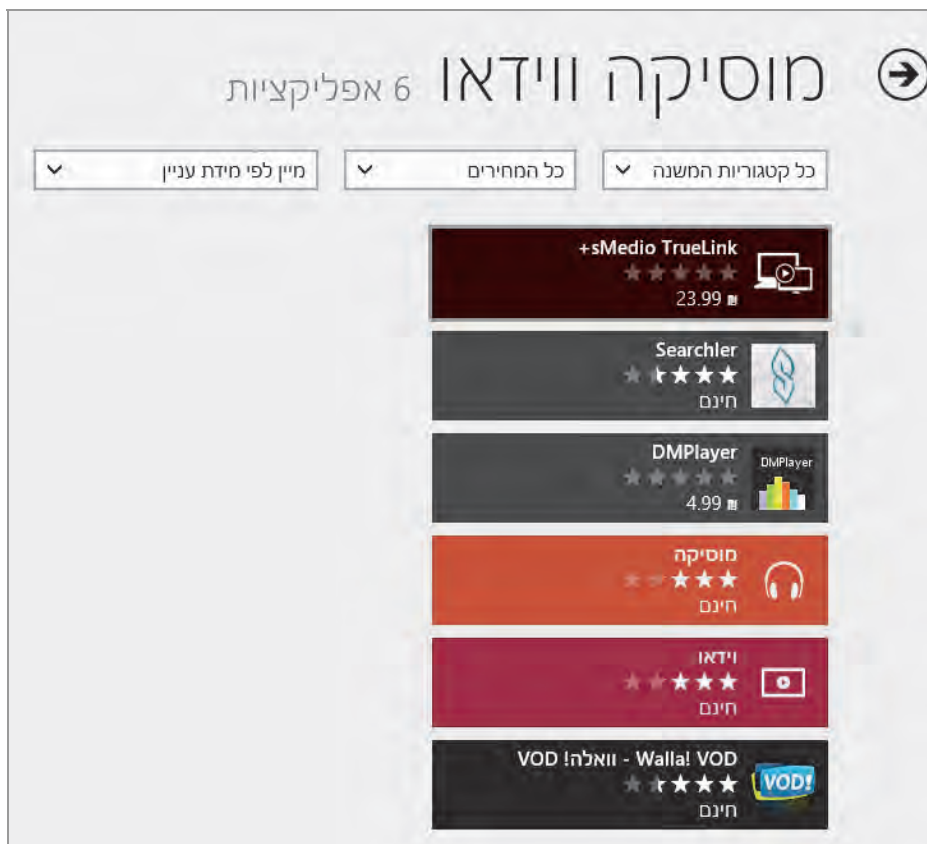 מוסיקה ווידאו 6 אפליקציות
כל קטגוריות המשנה כל המחירים מיין לפי מידת עניין
sMedio TrueLink+
₪ 23.99
Searchler
חינם
DMPlayer
DMPlayer
₪ 4.99
מוסיקה
חינם
וידאו
חינם
Walla! VOD - וואלה! VOD
VOD!
חינם